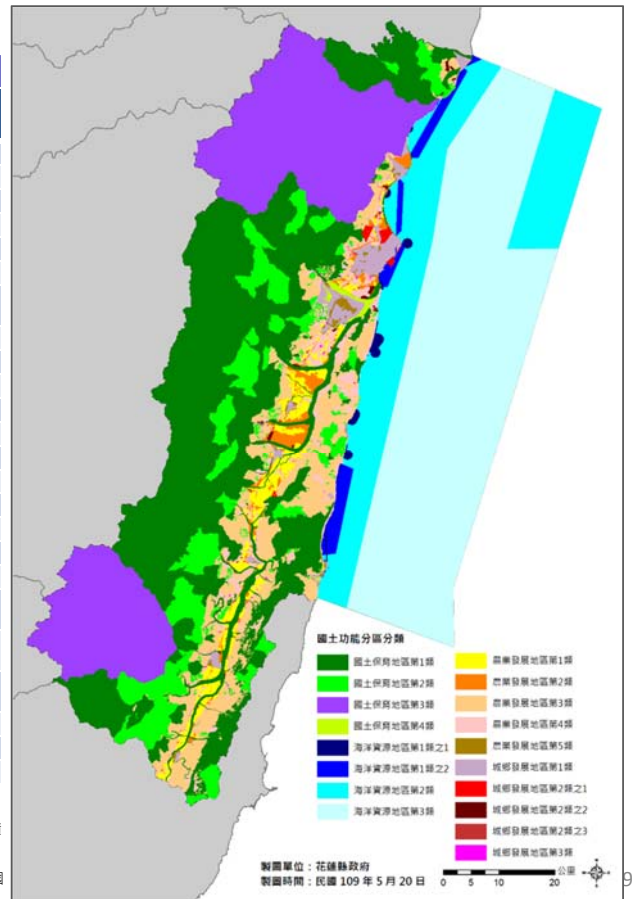 國土功能分區分類
國土保育地區第1類
國土保育地區第2類
國土保育地區第3類
國土保育地區第4類
海洋資源地區第1類之1
海洋資源地區第1類之2
海洋資源地區第2類
海洋資源地區第3類
農業發展地區第1類
農業發展地區第2類
農業發展地區第3類
農業發展地區第4類
農業發展地區第5類
城鄉發展地區第1類
城鄉發展地區第2類之1
城鄉發展地區第2類之2
城鄉發展地區第2類之3
城鄉發展地區第3類
製圖單位：花蓮縣政府
製圖時間：民國 109 年 5 月 20 日
公里
0 5 10 20
9